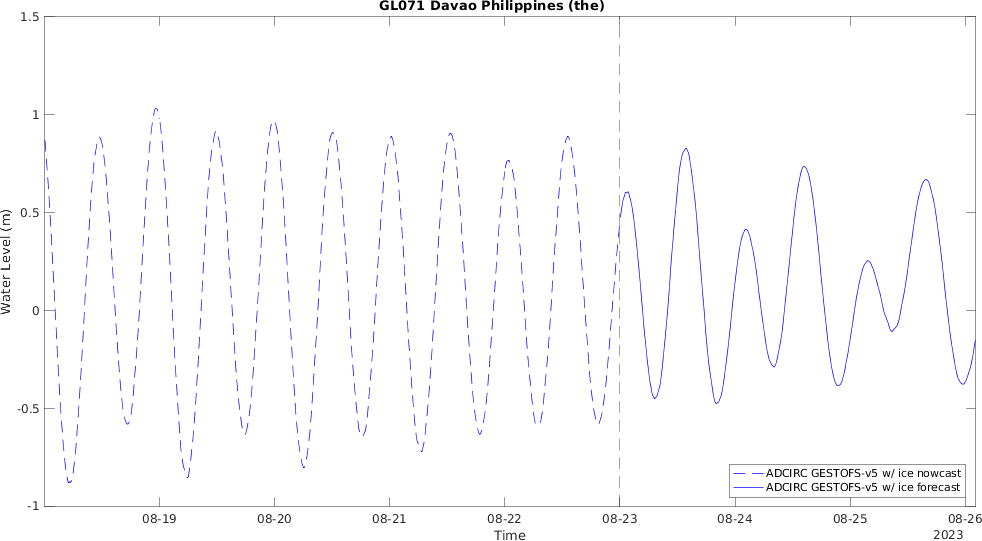 GL071 Davao Philippines (the)
1.5
1
0.5
0
-0.5
-1
Water Level (m)
08-19 08-20 08-21 08-22 08-23 08-24 08-25 08-26
Time
2023
ADCIRC GESTOFS-v5 w/ ice nowcast
ADCIRC GESTOFS-v5 w/ ice forecast